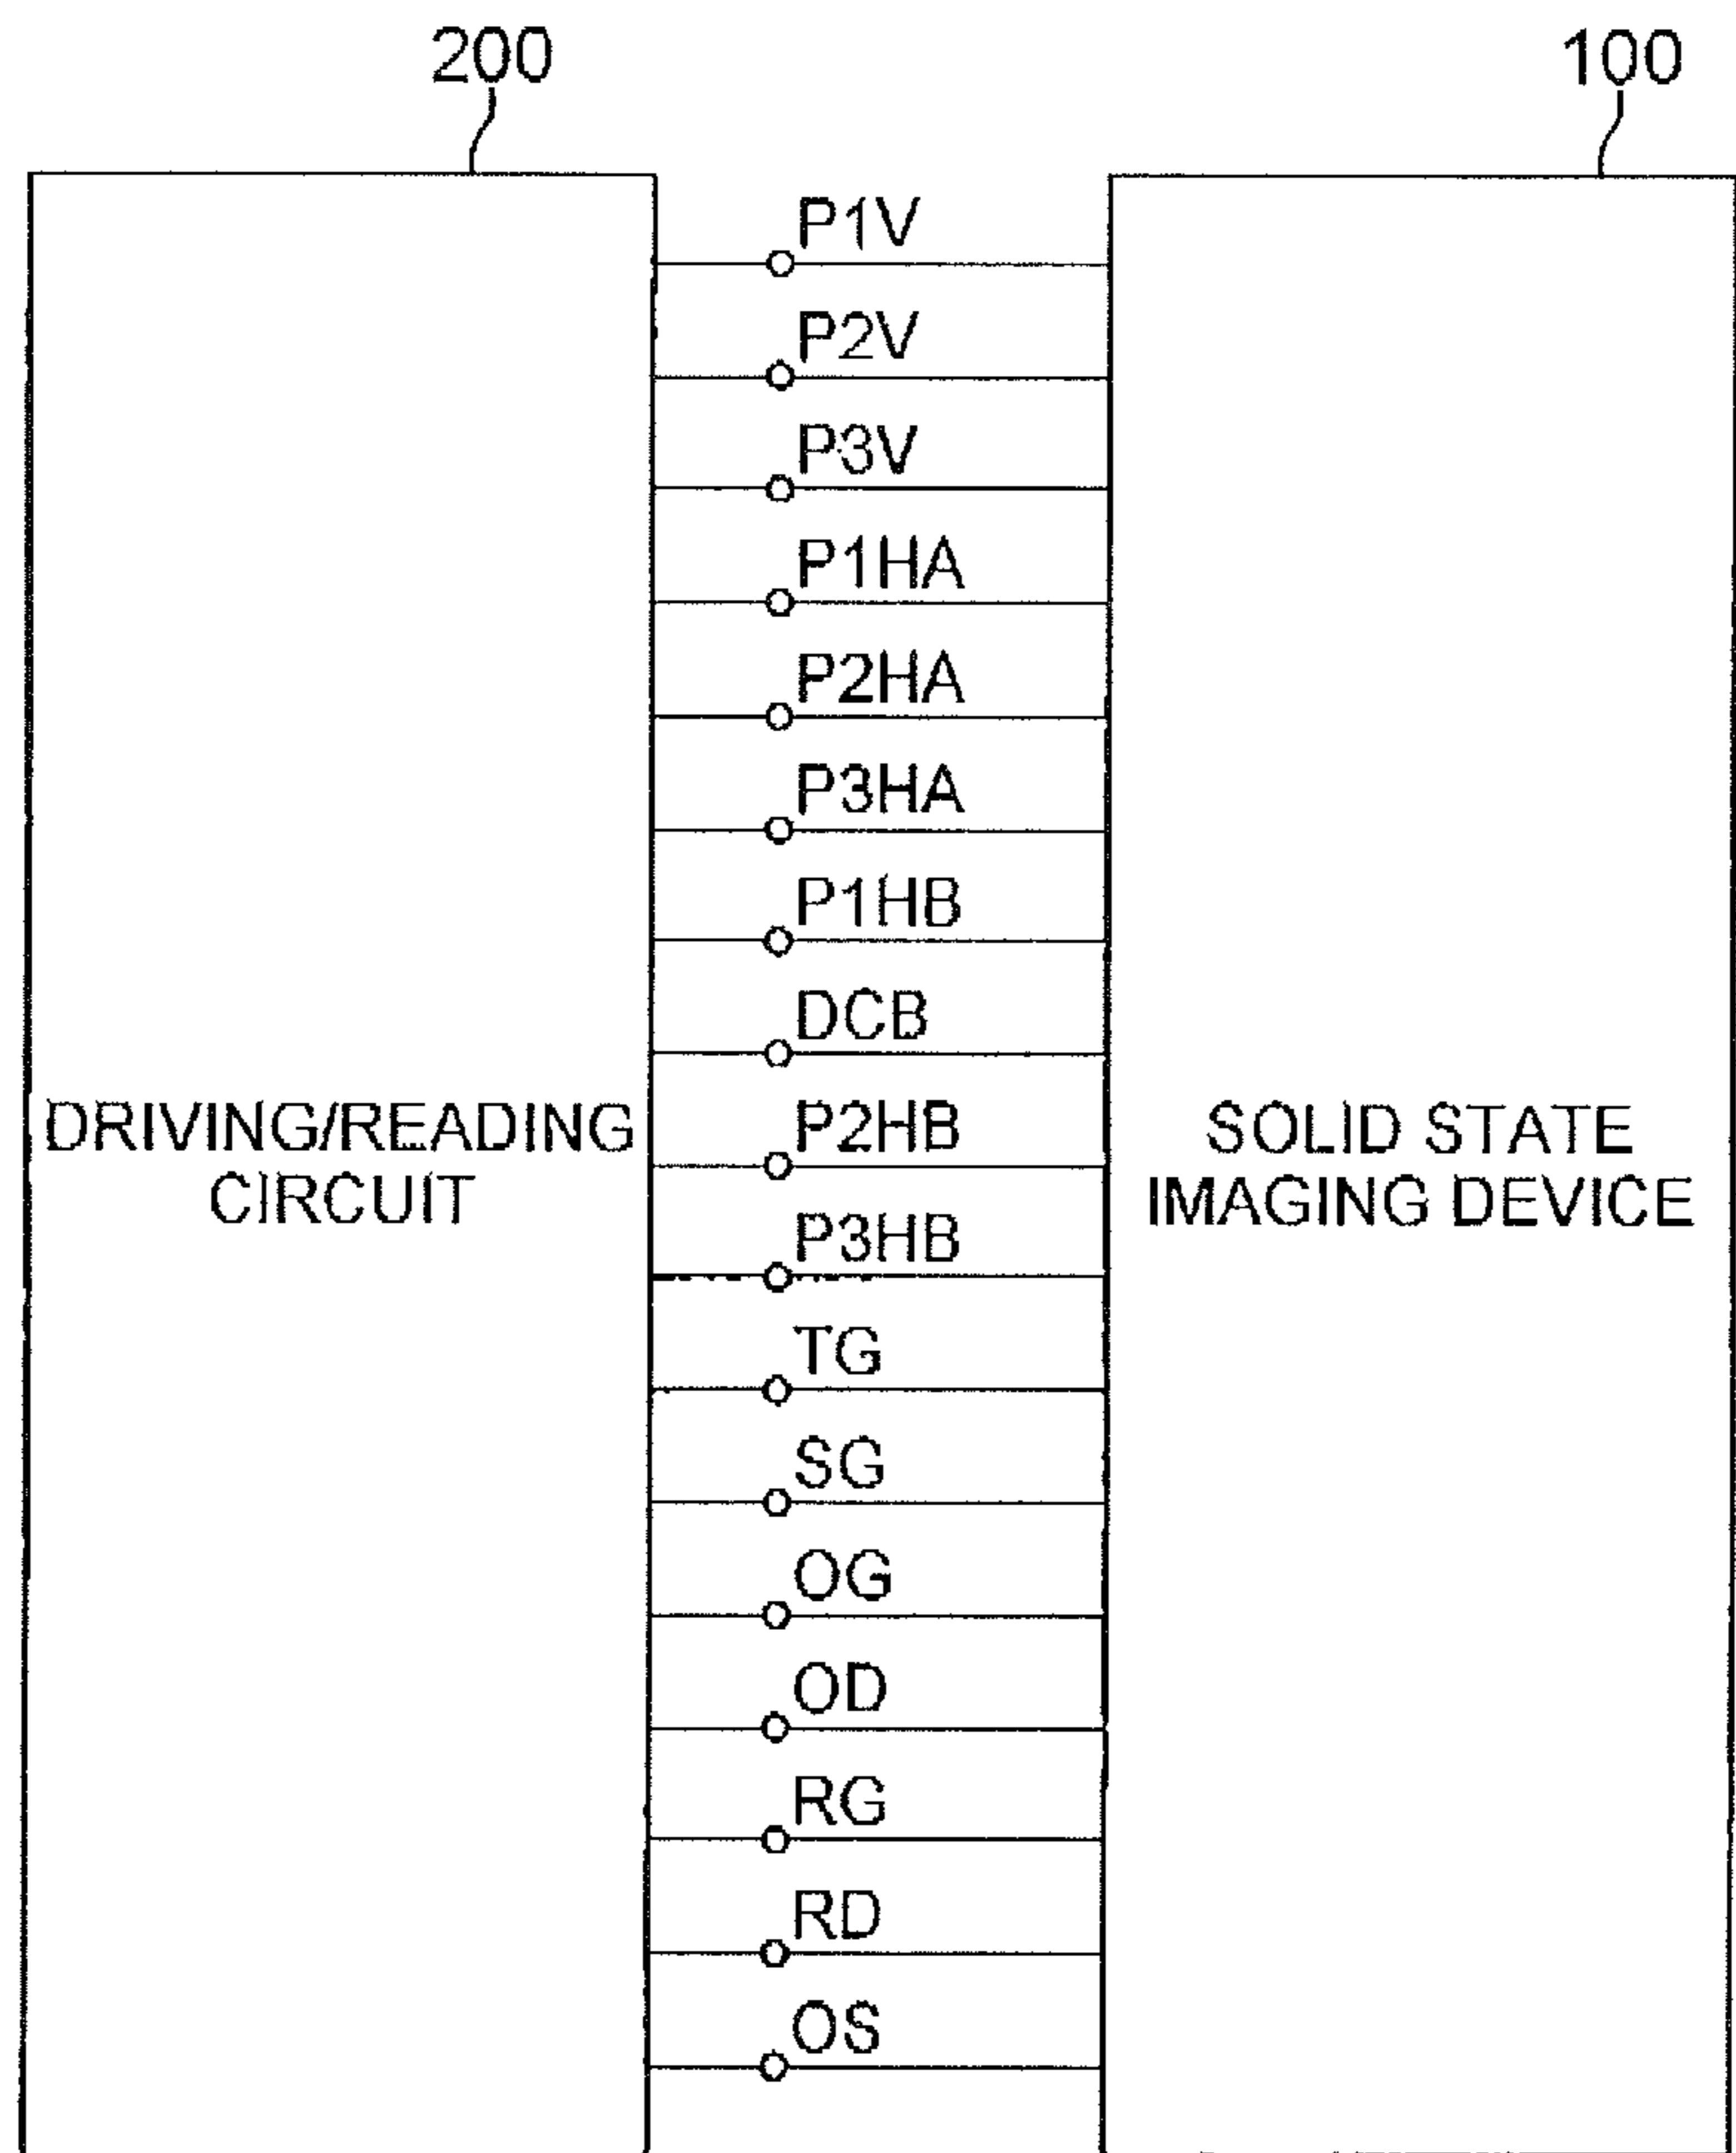 200
100
P1V
P2V
P3V
P1HA
P2HA
P3HA
P1HB
DCB
DRIVING/READING
CIRCUIT
P2HB
SOLID STATE
IMAGING DEVICE
P3HB
TG
SG
OG
OD
RG
RD
OS